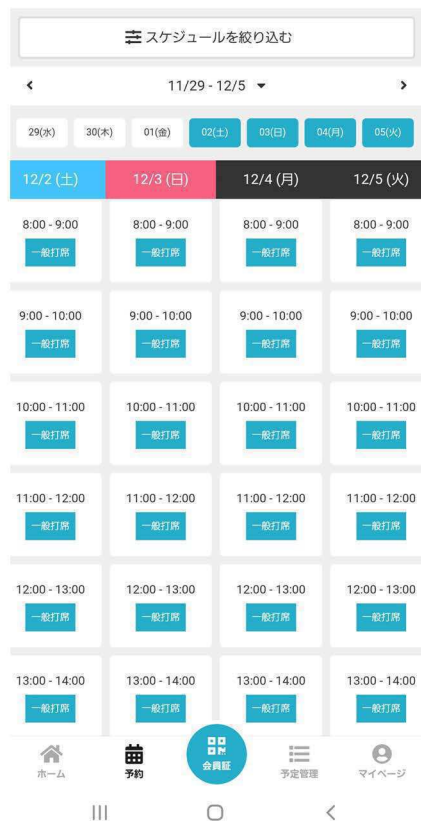 スケジュールを絞り込む
11/29 - 12/5
29(水) 30(木) 01(金) 02(土) 03(日) 04(月) 05(火)
12/2 (土) 12/3 (日) 12/4 (月) 12/5 (火)
8:00 - 9:00 8:00 - 9:00 8:00 - 9:00 8:00 - 9:00
一般打席 一般打席 一般打席 一般打席
9:00 - 10:00 9:00 - 10:00 9:00 - 10:00 9:00 - 10:00
一般打席 一般打席 一般打席 一般打席
10:00 - 11:00 10:00 - 11:00 10:00 - 11:00 10:00 - 11:00
一般打席 一般打席 一般打席 一般打席
11:00 - 12:00 11:00 - 12:00 11:00 - 12:00 11:00 - 12:00
一般打席 一般打席 一般打席 一般打席
12:00 - 13:00 12:00 - 13:00 12:00 - 13:00 12:00 - 13:00
一般打席 一般打席 一般打席 一般打席
13:00 - 14:00 13:00 - 14:00 13:00 - 14:00 13:00 - 14:00
一般打席 一般打席 一般打席 一般打席
ホーム 予約 会員証 予定管理 マイページ